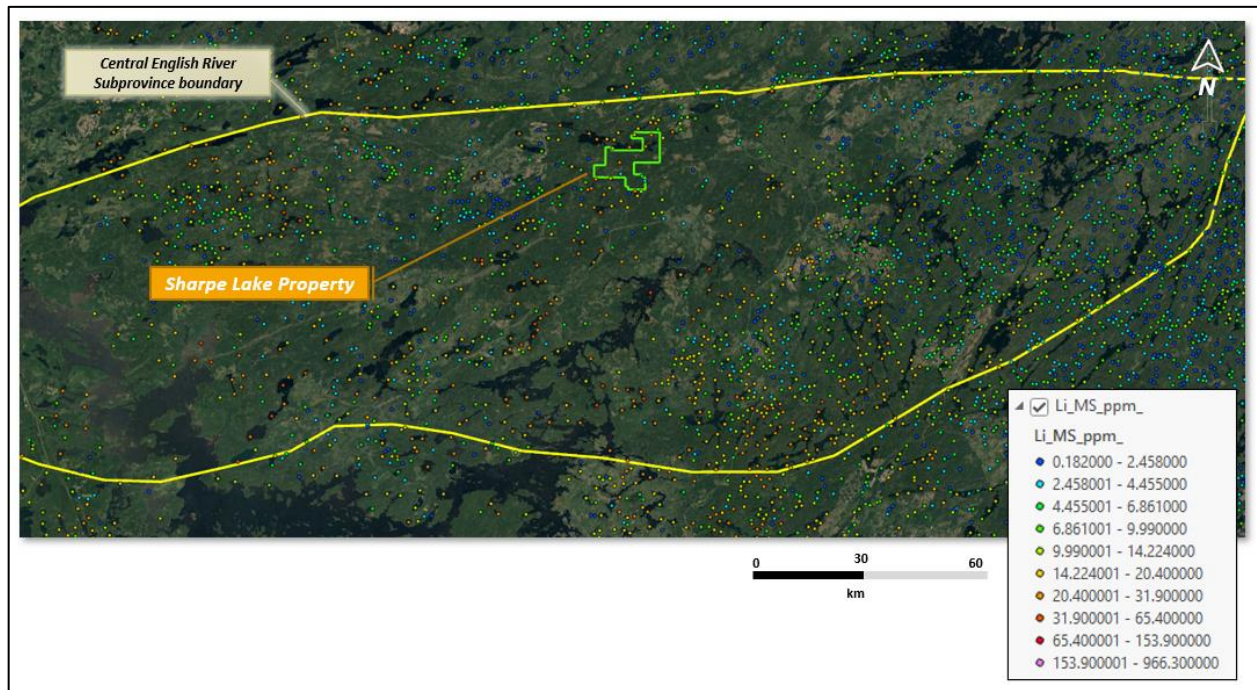 Central English River
Subprovince boundary
N
Sharpe Lake Property
Li_MS_ppm_
Li_MS_ppm_
0.182000 - 2.458000
2.458001 - 4.455000
4.455001 - 6.861000
6.861001 - 9.990000
9.990001 - 14.224000
14.224001 - 20.400000
20.400001 - 31.900000
31.900001 - 65.400000
65.400001 - 153.900000
153.900001 - 966.300000
0 30 60
km